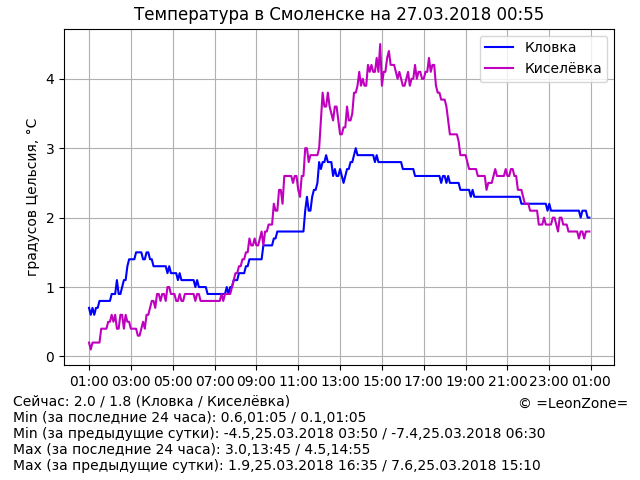 Температура в Смоленске на 27.03.2018 00:55
Кловка
Киселёвка
градусов Цельсия, °C
4
3
2
1
0
01:00 03:00 05:00 07:00 09:00 11:00 13:00 15:00 17:00 19:00 21:00 23:00 01:00
Сейчас: 2.0 / 1.8 (Кловка / Киселёвка)
© =LeonZone=
Min (за последние 24 часа): 0.6,01:05 / 0.1,01:05
Min (за предыдущие сутки): -4.5,25.03.2018 03:50 / -7.4,25.03.2018 06:30
Max (за последние 24 часа): 3.0,13:45 / 4.5,14:55
Max (за предыдущие сутки): 1.9,25.03.2018 16:35 / 7.6,25.03.2018 15:10